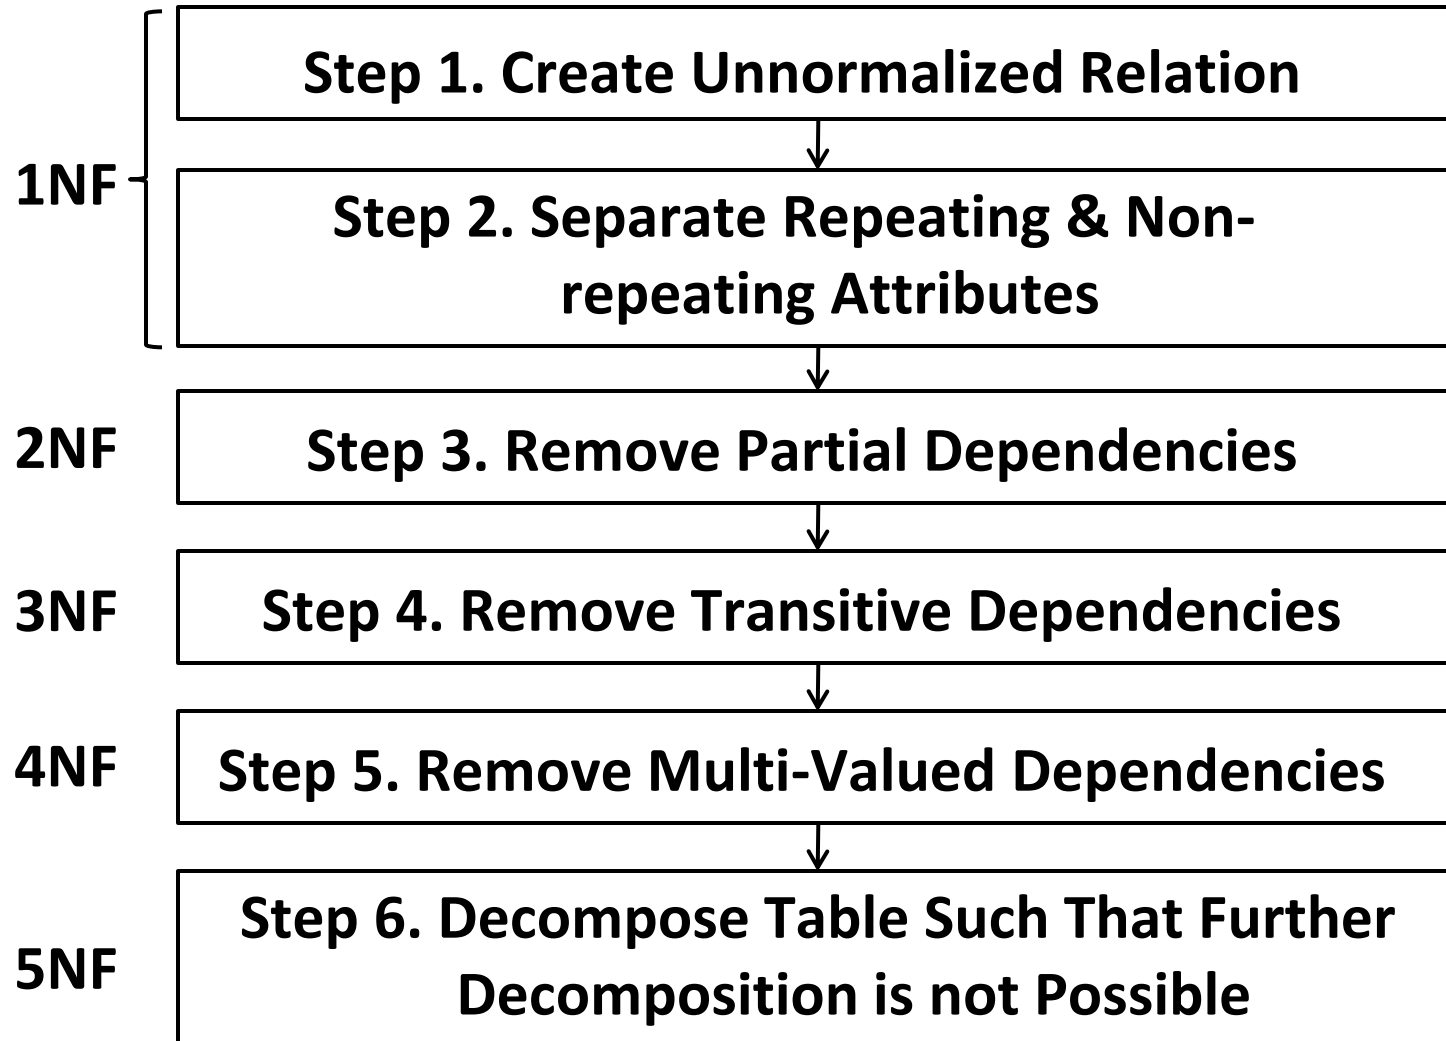 Step 1. Create Unnormalized Relation
1NF
Step 2. Separate Repeating & Non-
repeating Attributes
2NF
Step 3. Remove Partial Dependencies
3NF
Step 4. Remove Transitive Dependencies
4NF
Step 5. Remove Multi-Valued Dependencies
5NF
Step 6. Decompose Table Such That Further
Decomposition is not Possible